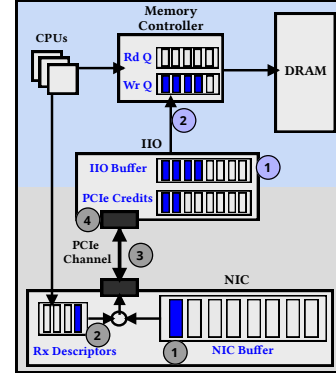 Memory
Controller
CPUs
Rd Q
Wr Q
DRAM
2
IIO
1
IIO Buffer
PCIe Credits
4
PCIe
Channel
3
NIC
2
Rx Descriptors
1
NIC Buffer